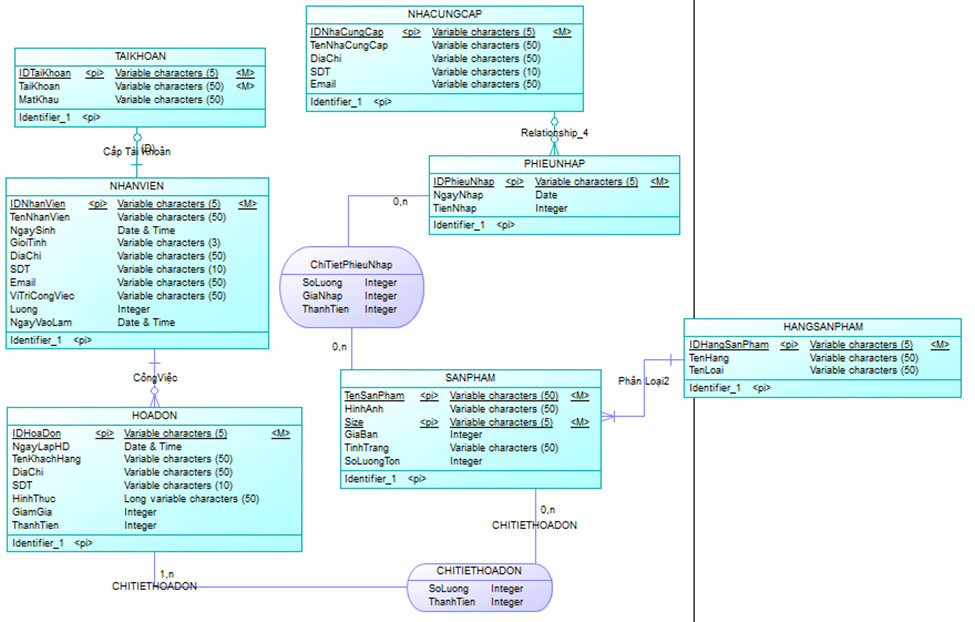 NHACUNGCAP
IDNhaCungCap <pi> Variable characters (5) <M>
TenNhaCungCap Variable characters (50)
DiaChi Variable characters (50)
SDT Variable characters (10)
Email Variable characters (50)
Identifier_1 <pi>
TAIKHOAN
IDTaiKhoan <pi> Variable characters (5) <M>
TaiKhoan Variable characters (50) <M>
MatKhau Variable characters (50)
Identifier_1 <pi>
Relationship_4
(D)
Cấp Tài Khoản
PHIEUNHAP
IDPhieuNhap <pi> Variable characters (5) <M>
NgayNhap Date
TienNhap Integer
Identifier_1 <pi>
NHANVIEN
IDNhanVien <pi> Variable characters (5) <M>
TenNhanVien Variable characters (50)
NgaySinh Date & Time
GioiTinh Variable characters (3)
DiaChi Variable characters (50)
SDT Variable characters (10)
Email Variable characters (50)
ViTriCongViec Variable characters (50)
Luong Integer
NgayVaoLam Date & Time
Identifier_1 <pi>
0,n
ChiTietPhieuNhap
SoLuong Integer
GiaNhap Integer
ThanhTien Integer
0,n
HANGSANPHAM
IDHangSanPham <pi> Variable characters (5) <M>
TenHang Variable characters (50)
TenLoai Variable characters (50)
Identifier_1 <pi>
Phân Loại2
CôngViệc
SANPHAM
TenSanPham <pi> Variable characters (50) <M>
HinhAnh Variable characters (50)
Size <pi> Variable characters (5) <M>
GiaBan Integer
TinhTrang Variable characters (50)
SoLuongTon Integer
Identifier_1 <pi>
HOADON
IDHoaDon <pi> Variable characters (5) <M>
NgayLapHD Date & Time
TenKhachHang Variable characters (50)
DiaChi Variable characters (50)
SDT Variable characters (10)
HinhThuc Long variable characters (50)
GiamGia Integer
ThanhTien Integer
Identifier_1 <pi>
0,n
CHITIETHOADON
1,n
CHITIETHOADON
CHITIETHOADON
SoLuong Integer
ThanhTien Integer